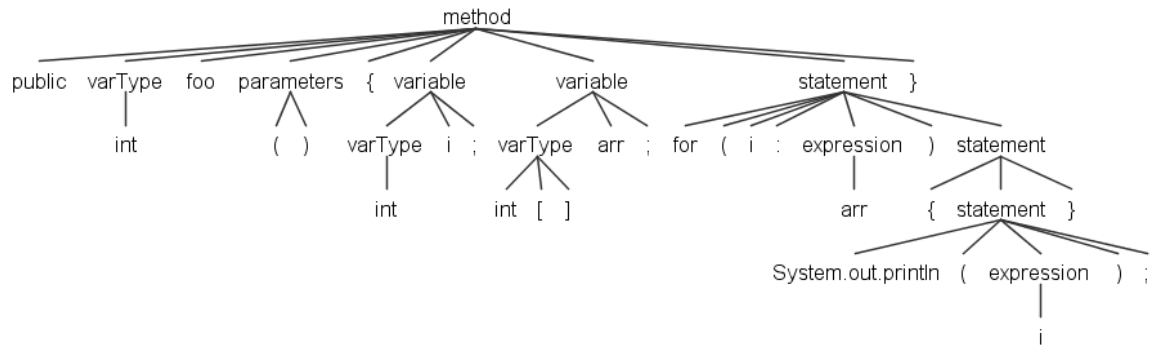 method
public varType foo parameters { variable variable statement }
int ( ) varType i ; varType arr ; for ( i : expression ) statement
int int [ ] arr { statement }
System.out.println ( expression ) ;
i